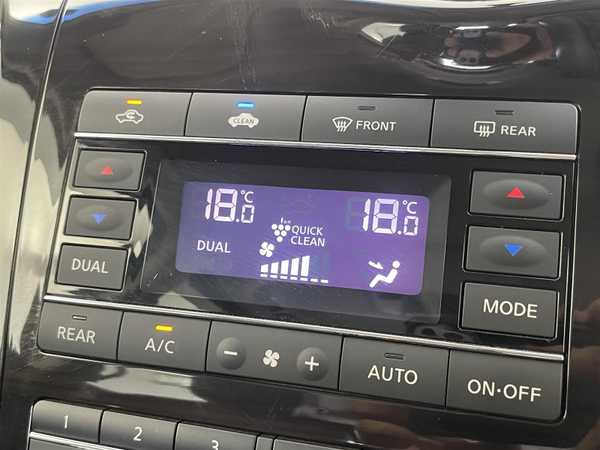 CLEAN
FRONT
REAR
18.0°C
18.0°C
QUICK
CLEAN
DUAL
DUAL
MODE
REAR
A/C
-
+
AUTO
ON·OFF
1
2
3